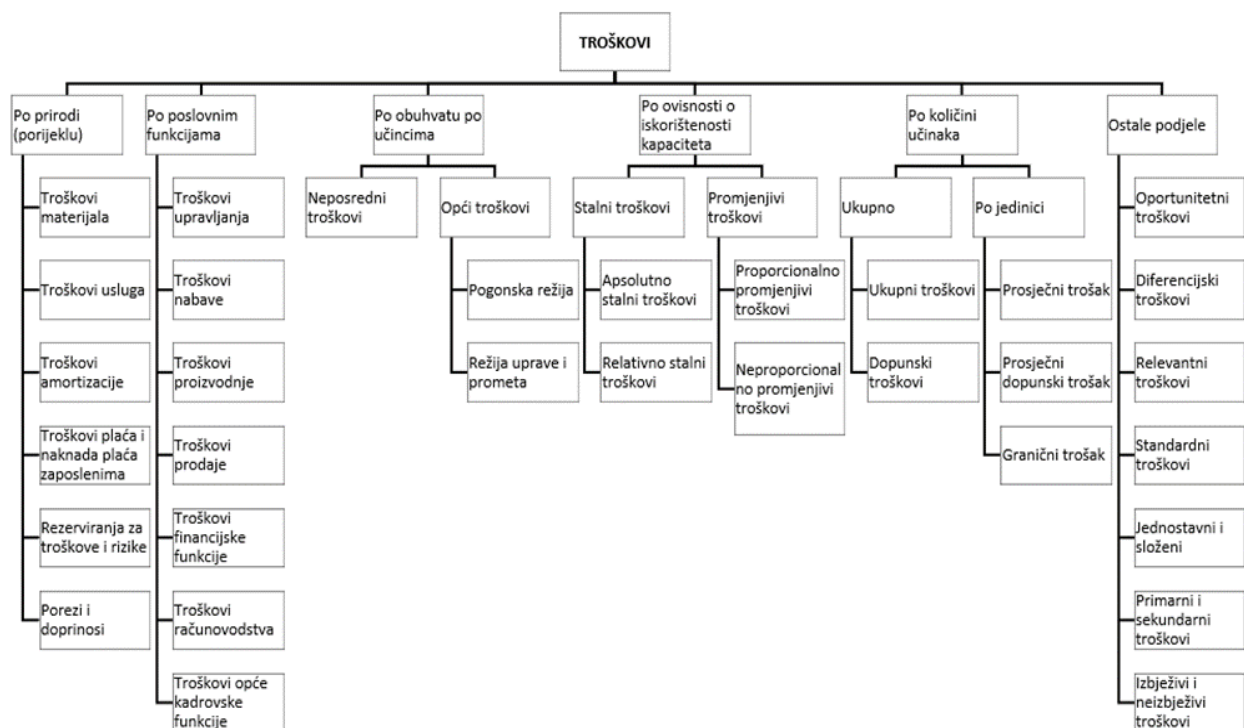 TROŠKOVI
Po prirodi
(porijeklu)
Po poslovnim
funkcijama
Po obuhvatu po
učincima
Po ovisnosti o
iskorištenosti
kapaciteta
Po količini
učinaka
Ostale podjele
Troškovi
materijala
Troškovi usluga
Troškovi
amortizacije
Troškovi plaća i
naknada plaća
zaposlenima
Rezerviranja za
troškove i rizike
Porezi i
doprinosi
Troškovi
upravljanja
Troškovi
nabave
Troškovi
proizvodnje
Troškovi
prodaje
Troškovi
financijske
funkcije
Troškovi
računovodstva
Troškovi opće
kadrovske
funkcije
Neposredni
troškovi
Opći troškovi
Pogonska režija
Režija uprave i
prometa
Stalni troškovi
Apsolutno
stalni troškovi
Relativno stalni
troškovi
Promjenjivi
troškovi
Proporcionalno
promjenjivi
troškovi
Neproporcional
no promjenjivi
troškovi
Ukupno
Ukupni troškovi
Dopunski
troškovi
Po jedinici
Prosječni trošak
Prosječni
dopunski trošak
Granični trošak
Oportunitetni
troškovi
Diferencijski
troškovi
Relevantni
troškovi
Standardni
troškovi
Jednostavni i
složeni
Primarni i
sekundarni
troškovi
Izbježivi i
neizbježivi
troškovi